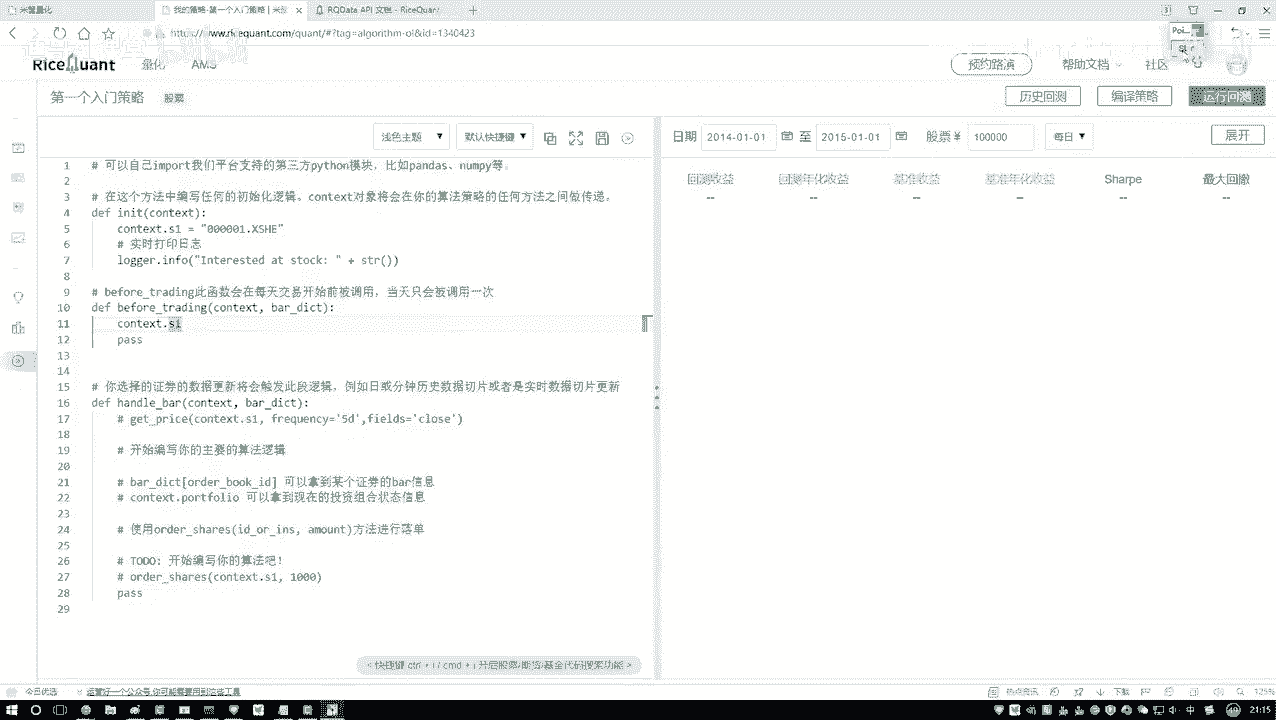 米筐量化
我的策略-第一个入门策略 | 米筐
RQData API 文档 - RiceQuant
https://www.ricequant.com/quant/#?tag=algorithm-ol&id=1340423
RiceQuant
量化
AMS
预约路演
帮助文档
社区
第一个入门策略
股票
历史回测
编译策略
运行回测
浅色主题
默认快捷键
日期
2014-01-01
至
2015-01-01
股票 ¥
100000
每日
展开
回测收益
回测年化收益
基准收益
基准年化收益
Sharpe
最大回撤
--
--
--
--
--
--
1 # 可以自己import我们平台支持的第三方python模块，比如pandas、numpy等。
2
3 # 在这个方法中编写任何的初始化逻辑。context对象将会在你的算法策略的任何方法之间做传递。
4 def init(context):
5 context.s1 = "000001.XSHE"
6 # 实时打印日志
7 logger.info("Interested at stock: " + str())
8
9 # before_trading此函数会在每天交易开始前被调用，当天只会被调用一次
10 def before_trading(context, bar_dict):
11 context.s1
12 pass
13
14
15 # 你选择的证券的数据更新将会触发此段逻辑，例如日或分钟历史数据切片或者是实时数据切片更新
16 def handle_bar(context, bar_dict):
17 # get_price(context.s1, frequency='5d',fields='close')
18
19 # 开始编写你的主要的算法逻辑
20
21 # bar_dict[order_book_id] 可以拿到某个证券的bar信息
22 # context.portfolio 可以拿到现在的投资组合状态信息
23
24 # 使用order_shares(id_or_ins, amount)方法进行落单
25
26 # TODO: 开始编写你的算法吧！
27 # order_shares(context.s1, 1000)
28 pass
29
快捷键 ctrl + i / cmd + i 开启股票/期货/基金代码搜索功能
今日优选
下载
125%
中
21:15